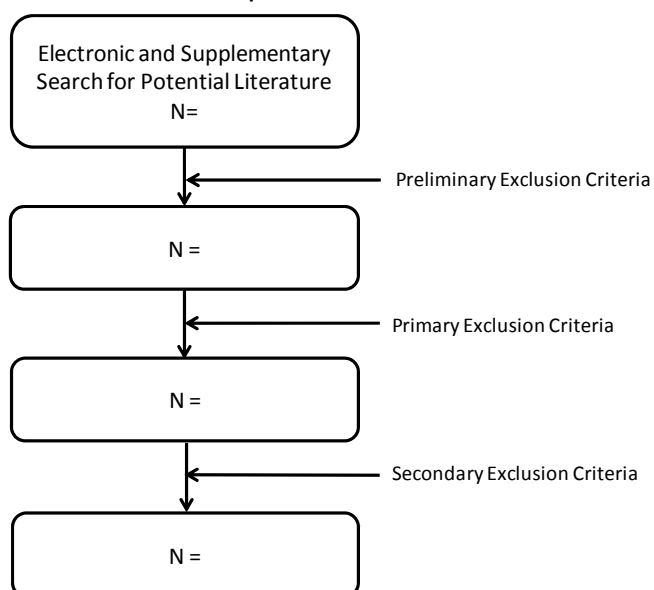 Electronic and Supplementary
Search for Potential Literature
N=
Preliminary Exclusion Criteria
N =
Primary Exclusion Criteria
N =
Secondary Exclusion Criteria
N =